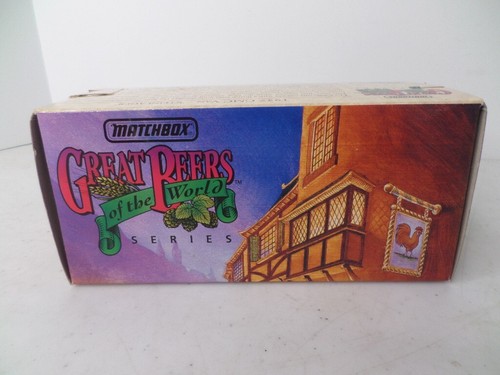 MATCHBOX
GREAT BEERS
of the World
SERIES